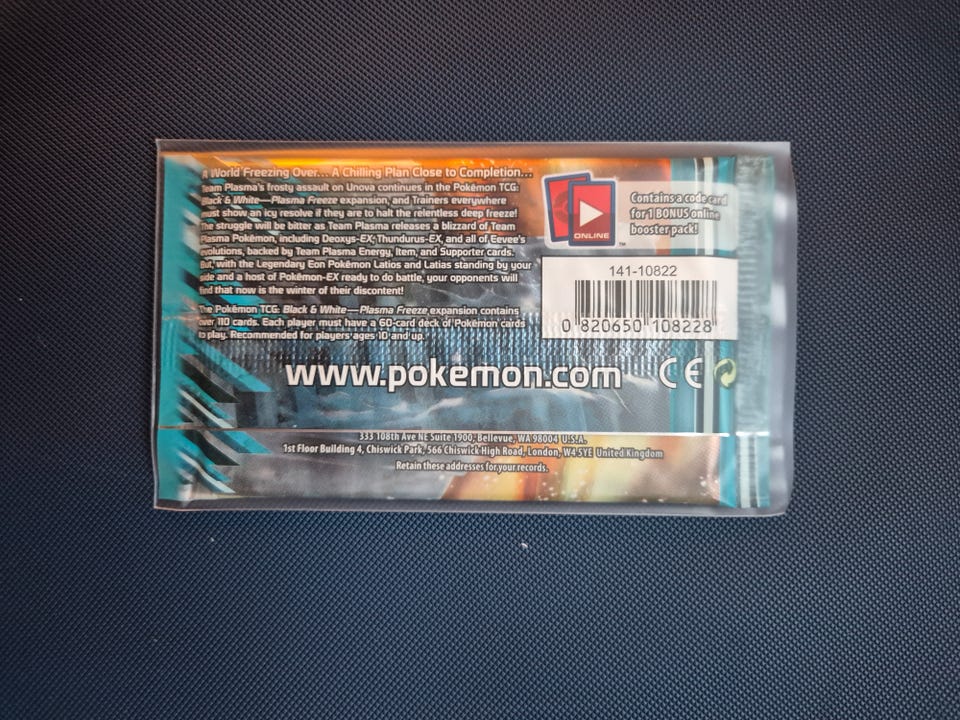 A World Freezing Over... A Chilling Plan Close to Completion...
Team Plasma's frosty assault on Unova continues in the Pokémon TCG:
Black & White—Plasma Freeze expansion, and Trainers everywhere
must show an icy resolve if they are to halt the relentless deep freeze!
The struggle will be bitter as Team Plasma releases a blizzard of Team
Plasma Pokémon, including Deoxys-EX, Thundurus-EX, and all of Eevee's
evolutions, backed by Team Plasma Energy, Item, and Supporter cards.
But, with the Legendary Eon Pokémon Latios and Latias standing by your
side and a host of Pokémon-EX ready to do battle, your opponents will
find that now is the winter of their discontent!
The Pokémon TCG: Black & White—Plasma Freeze expansion contains
over 110 cards. Each player must have a 60-card deck of Pokémon cards
to play. Recommended for players ages 10 and up.
ONLINE
TM
Contains a code card
for 1 BONUS online
booster pack!
141-10822
0 820650 108228
www.pokemon.com
CE
333 108th Ave NE Suite 1900, Bellevue, WA 98004 U.S.A.
1st Floor Building 4, Chiswick Park, 566 Chiswick High Road, London, W4 5YE United Kingdom
Retain these addresses for your records.